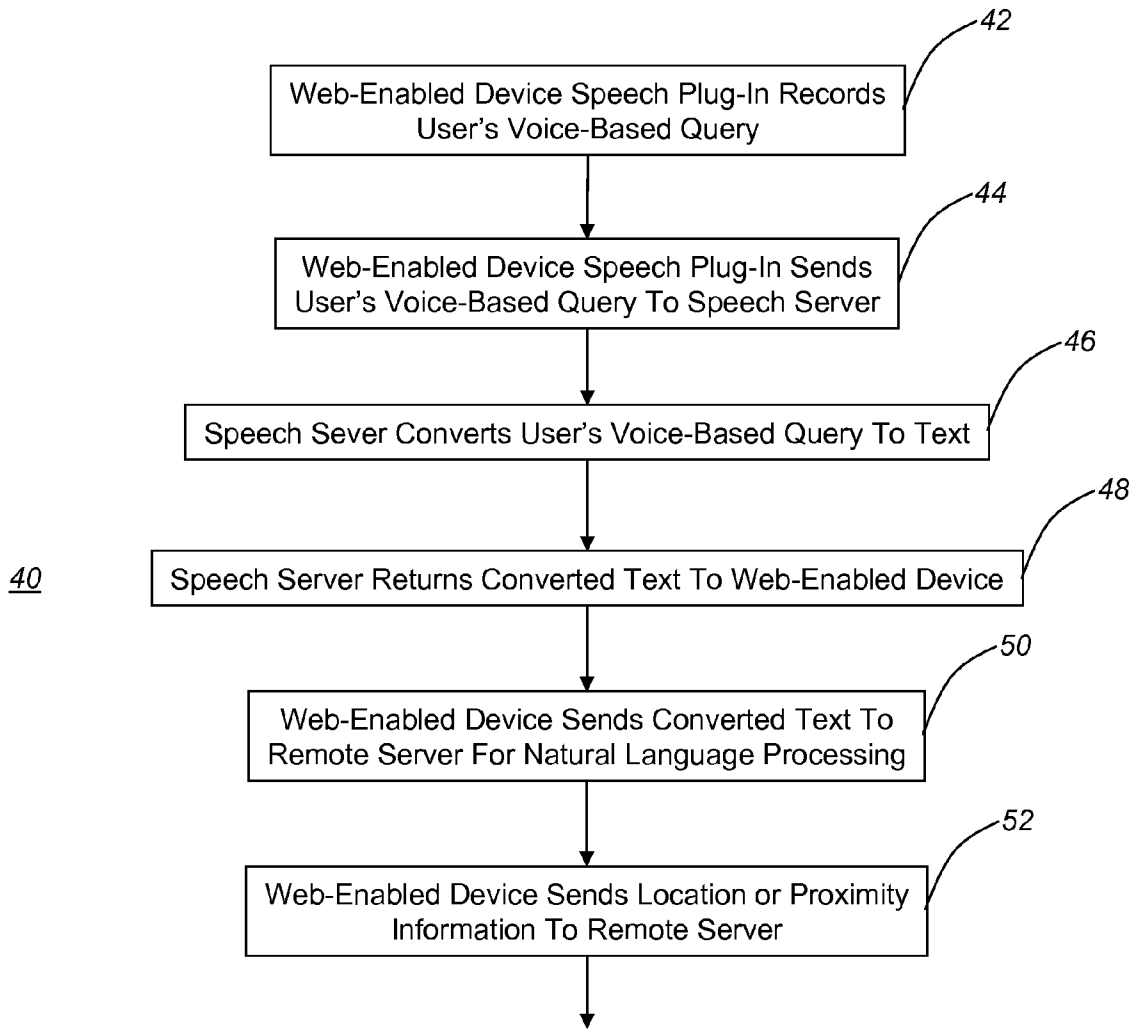 42
Web-Enabled Device Speech Plug-In Records
User's Voice-Based Query
44
Web-Enabled Device Speech Plug-In Sends
User's Voice-Based Query To Speech Server
46
Speech Sever Converts User's Voice-Based Query To Text
48
Speech Server Returns Converted Text To Web-Enabled Device
40
50
Web-Enabled Device Sends Converted Text To
Remote Server For Natural Language Processing
52
Web-Enabled Device Sends Location or Proximity
Information To Remote Server